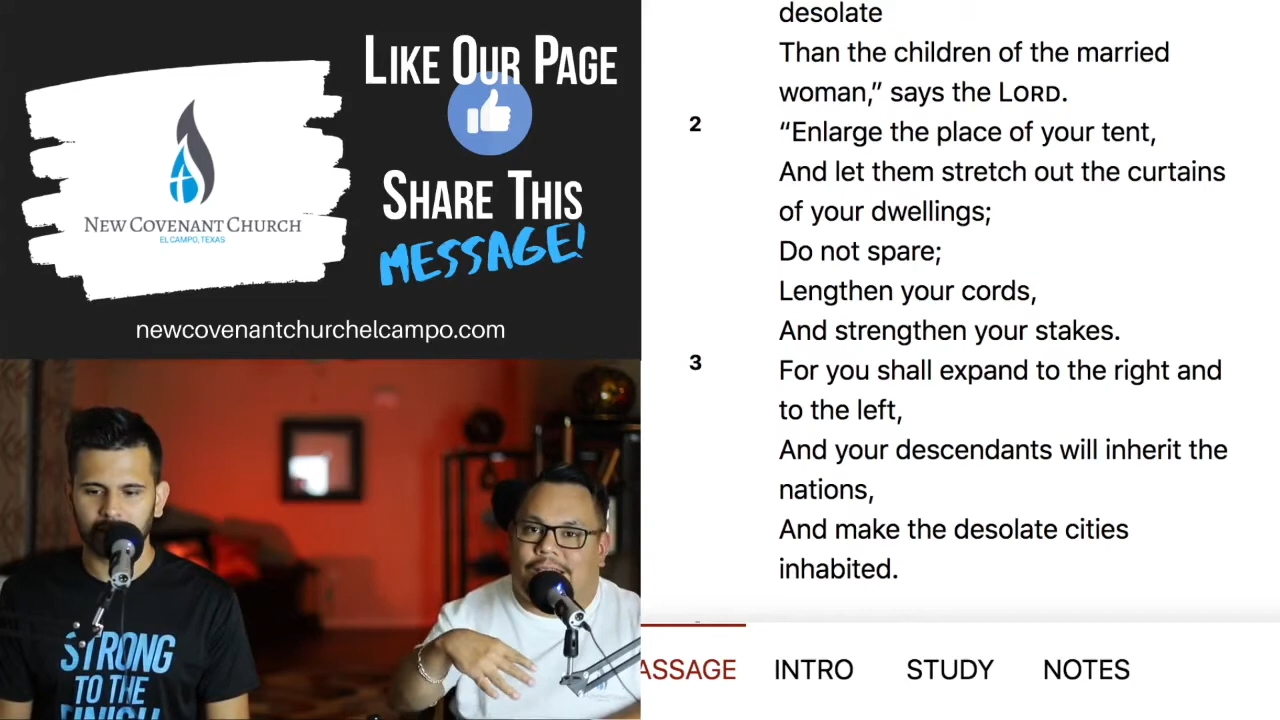 LIKE OUR PAGE
SHARE THIS
MESSAGE!
NEW COVENANT CHURCH
EL CAMPO, TEXAS
newcovenantchurchelcampo.com
STRONG
TO THE
FINISH
desolate
Than the children of the married
woman,” says the LORD.
2 “Enlarge the place of your tent,
And let them stretch out the curtains
of your dwellings;
Do not spare;
Lengthen your cords,
And strengthen your stakes.
3 For you shall expand to the right and
to the left,
And your descendants will inherit the
nations,
And make the desolate cities
inhabited.
ASSAGE INTRO STUDY NOTES